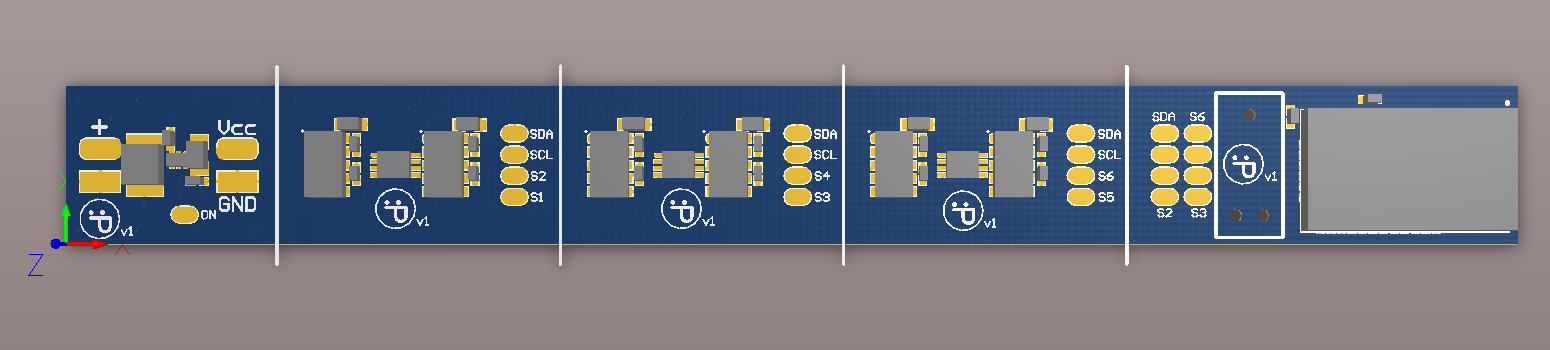 +
Vcc
GND
ON
P v1
SDA
SCL
S2
S1
P v1
SDA
SCL
S4
S3
P v1
SDA
SCL
S6
S5
P v1
SDA S6
S2 S3
P v1
Z